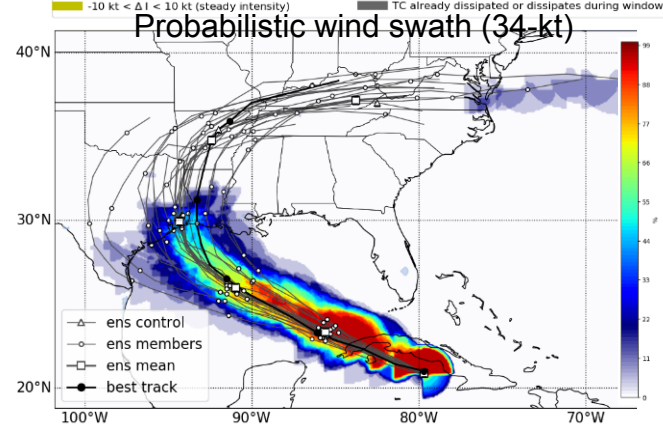 -10 kt < Δ I < 10 kt (steady intensity) TC already dissipated or dissipates during window
Probabilistic wind swath (34-kt)
40°N
30°N
20°N
100°W 90°W 80°W 70°W
ens control
ens members
ens mean
best track
99
88
77
66
55
44
33
22
11
0
%